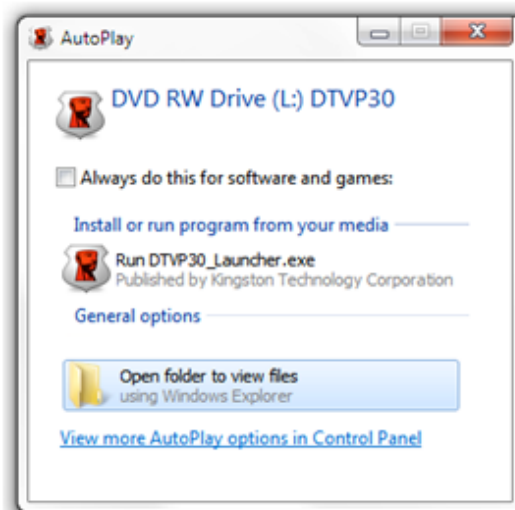 AutoPlay
DVD RW Drive (L:) DTVP30
Always do this for software and games:
Install or run program from your media
Run DTVP30_Launcher.exe
Published by Kingston Technology Corporation
General options
Open folder to view files
using Windows Explorer
View more AutoPlay options in Control Panel